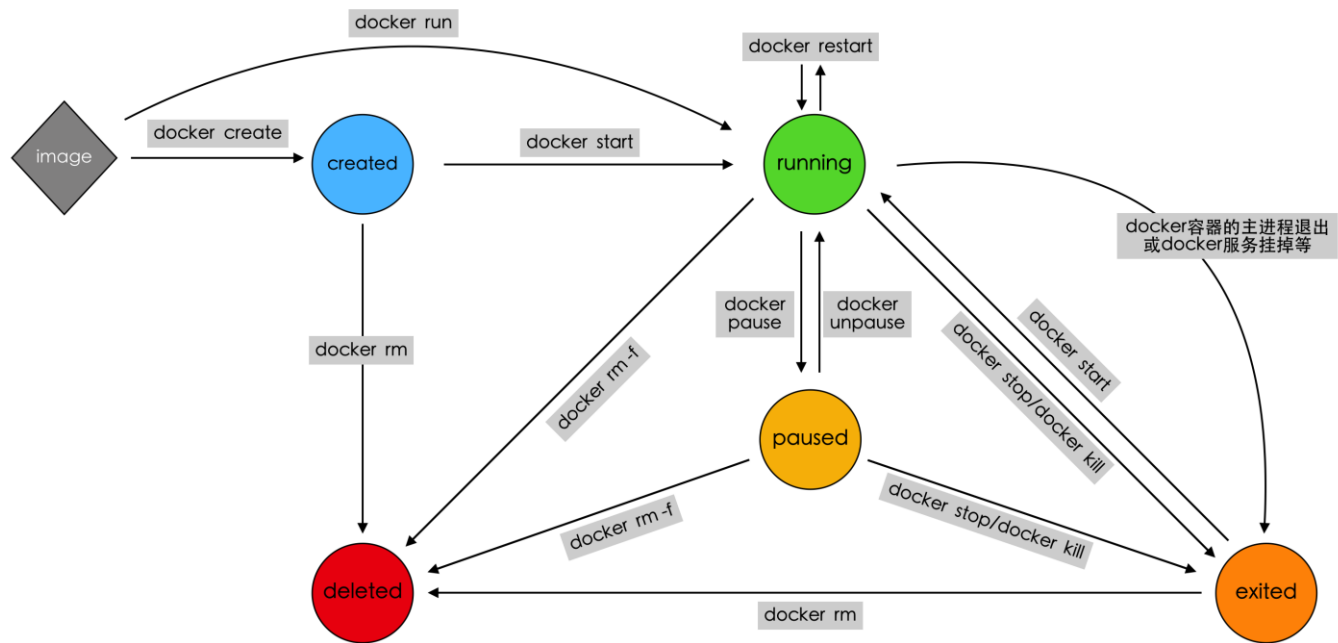 docker run
docker restart
docker create
image
created
docker start
running
docker容器的主进程退出
或docker服务挂掉等
docker
pause
docker
unpause
docker rm
docker rm -f
docker start
docker stop/docker kill
paused
docker rm -f
docker stop/docker kill
deleted
exited
docker rm